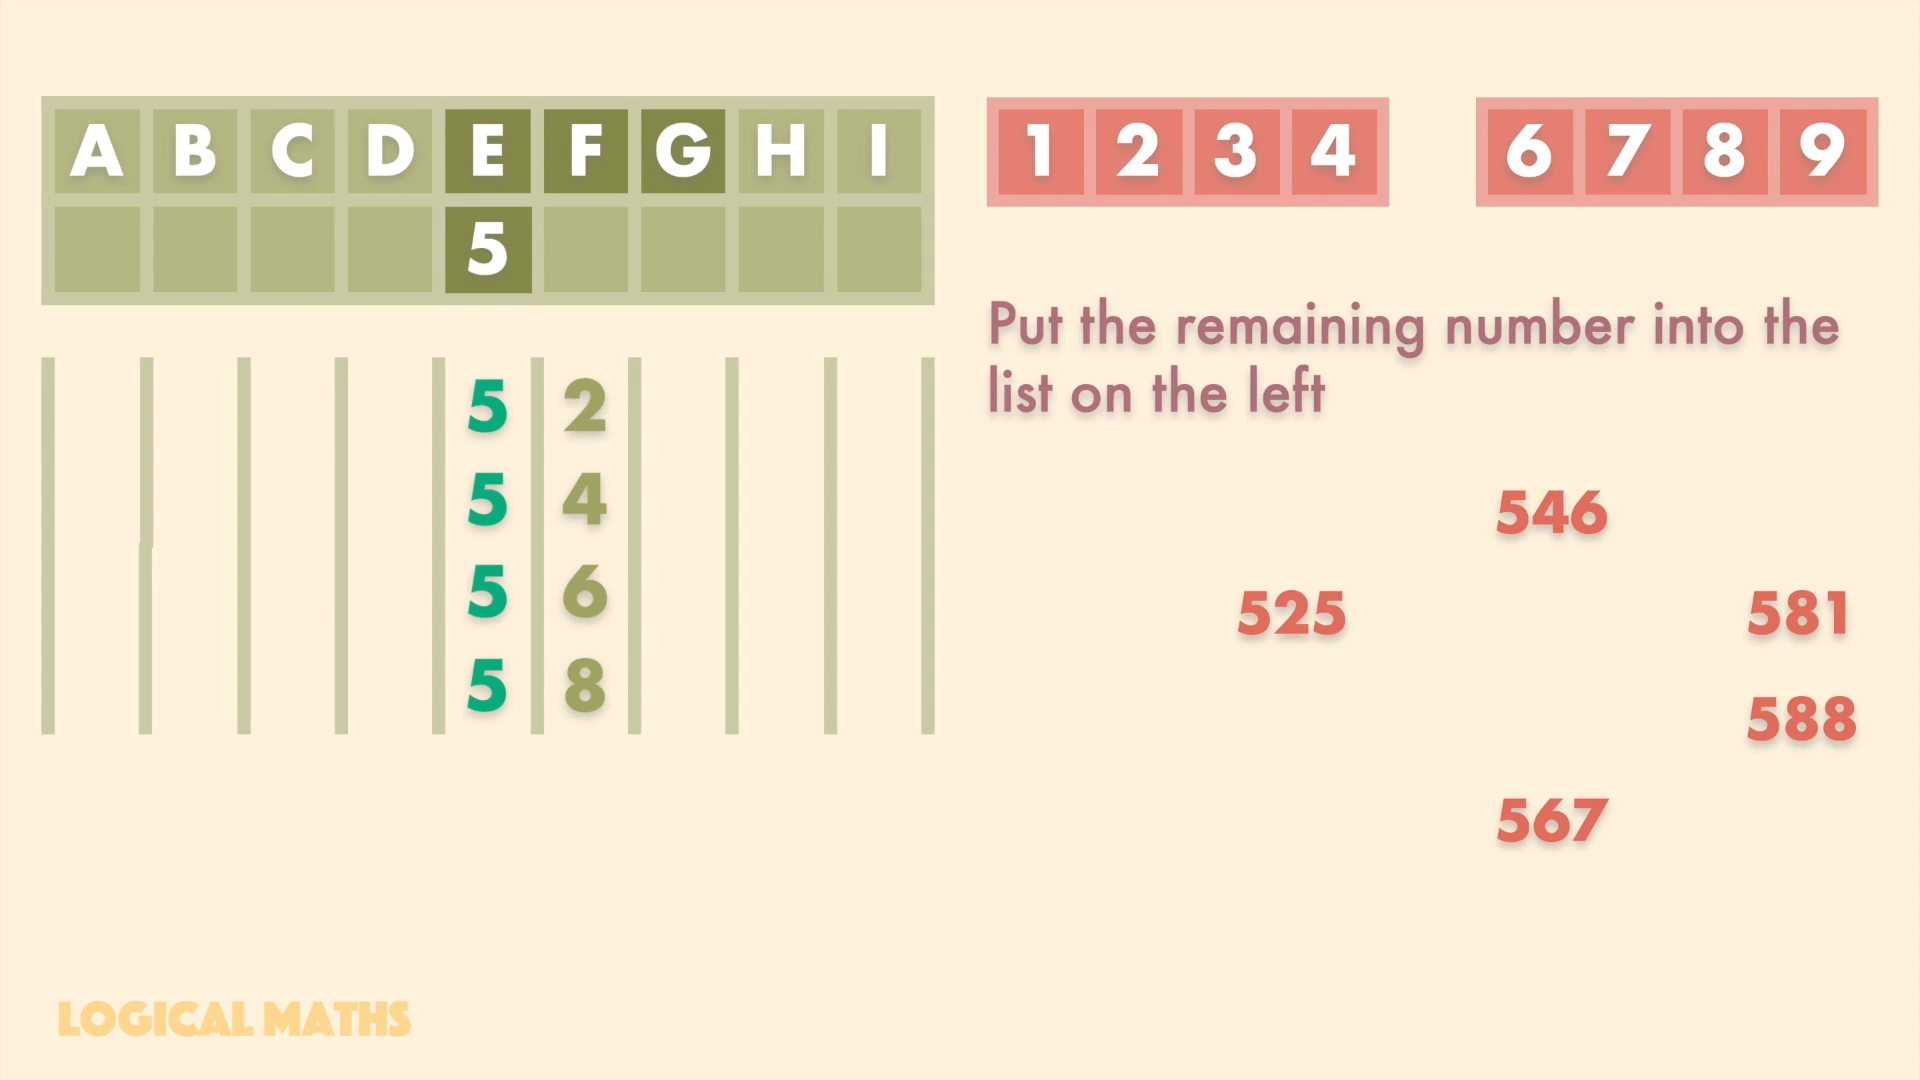 A B C D E F G H I
5
1 2 3 4
6 7 8 9
Put the remaining number into the
list on the left
5 2
5 4
5 6
5 8
546
525 581
588
567
LOGICAL MATHS